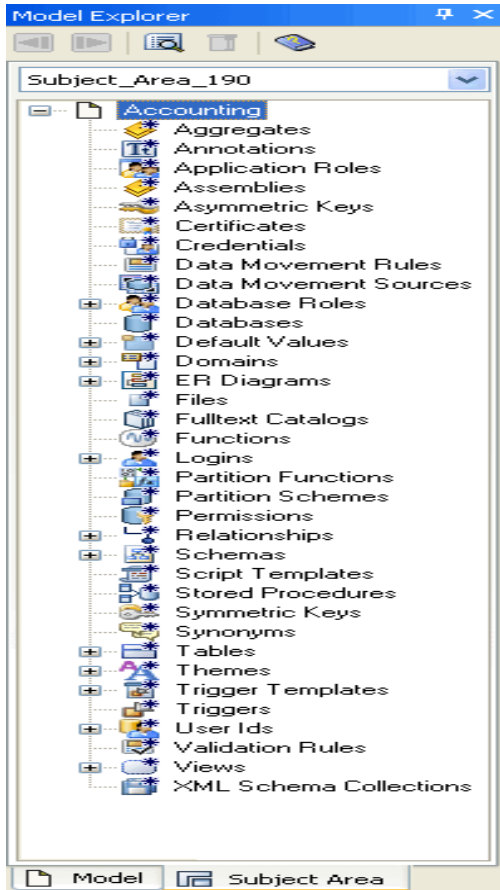 Model Explorer
Subject_Area_190
Accounting
Aggregates
Annotations
Application Roles
Assemblies
Asymmetric Keys
Certificates
Credentials
Data Movement Rules
Data Movement Sources
Database Roles
Databases
Default Values
Domains
ER Diagrams
Files
Fulltext Catalogs
Functions
Logins
Partition Functions
Partition Schemes
Permissions
Relationships
Schemas
Script Templates
Stored Procedures
Symmetric Keys
Synonyms
Tables
Themes
Trigger Templates
Triggers
User Ids
Validation Rules
Views
XML Schema Collections
Model Subject Area